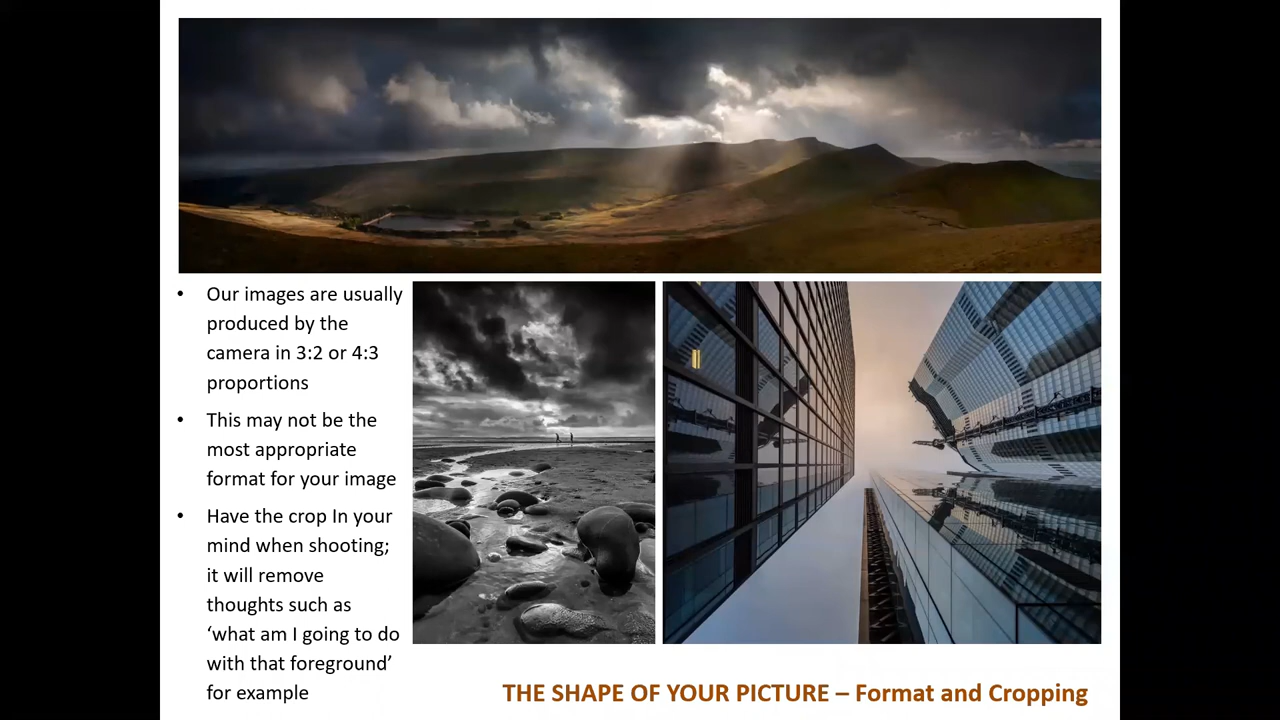 • Our images are usually
produced by the
camera in 3:2 or 4:3
proportions
• This may not be the
most appropriate
format for your image
• Have the crop In your
mind when shooting;
it will remove
thoughts such as
‘what am I going to do
with that foreground’
for example
THE SHAPE OF YOUR PICTURE – Format and Cropping